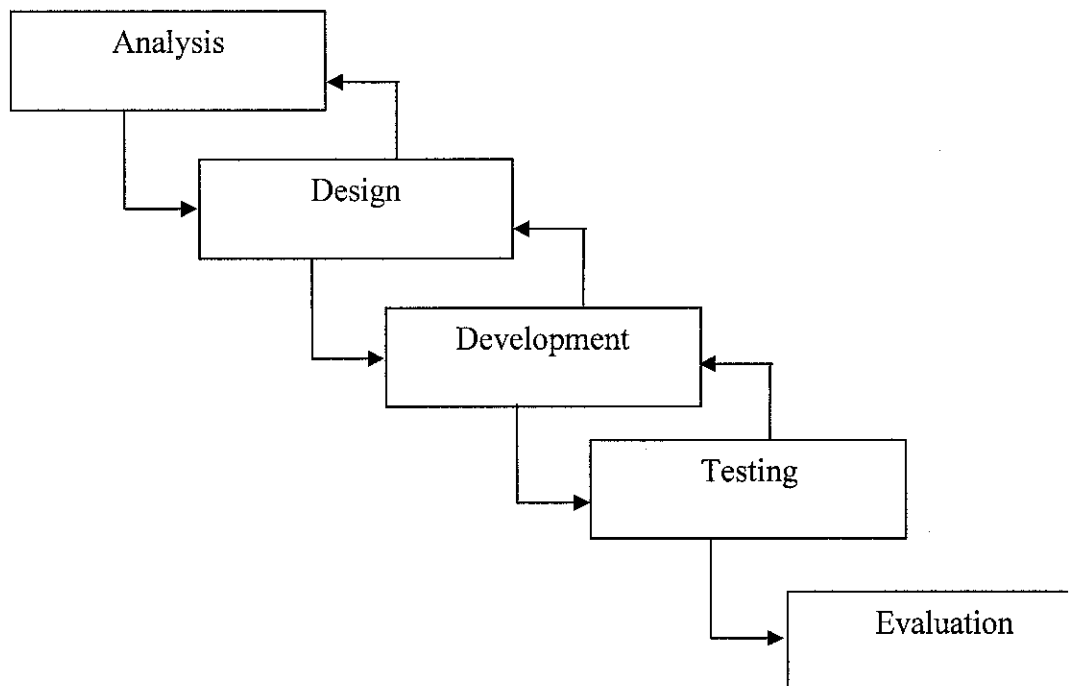 Analysis
Design
Development
Testing
Evaluation